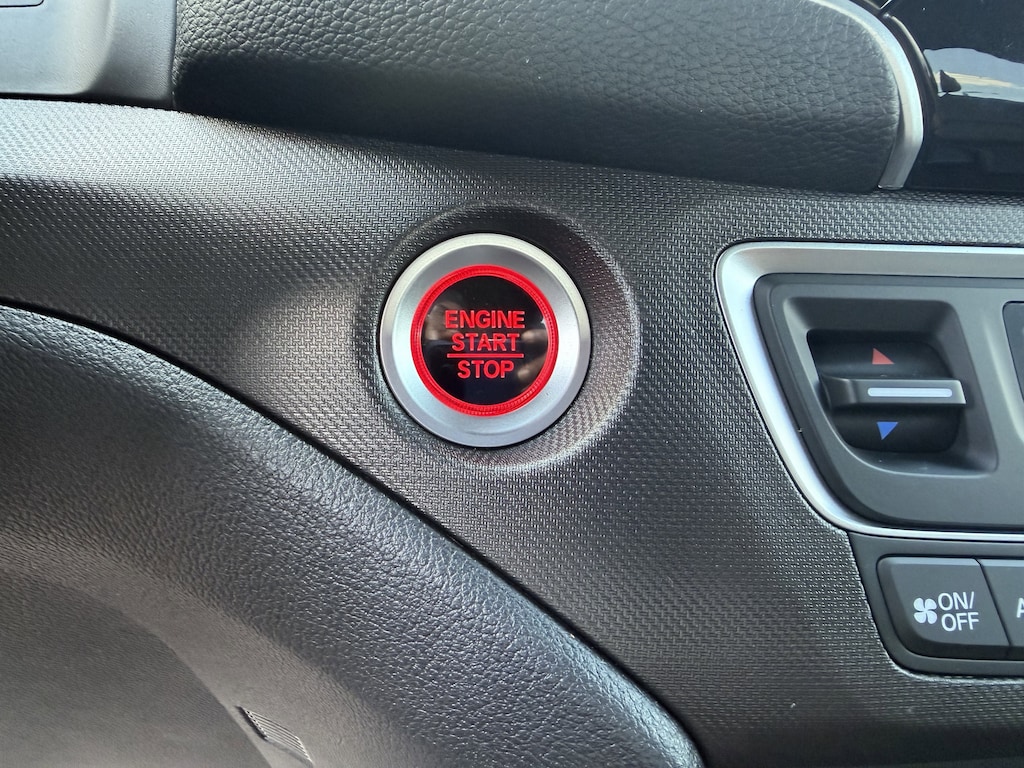 ENGINE
START
STOP
ON/
OFF
A